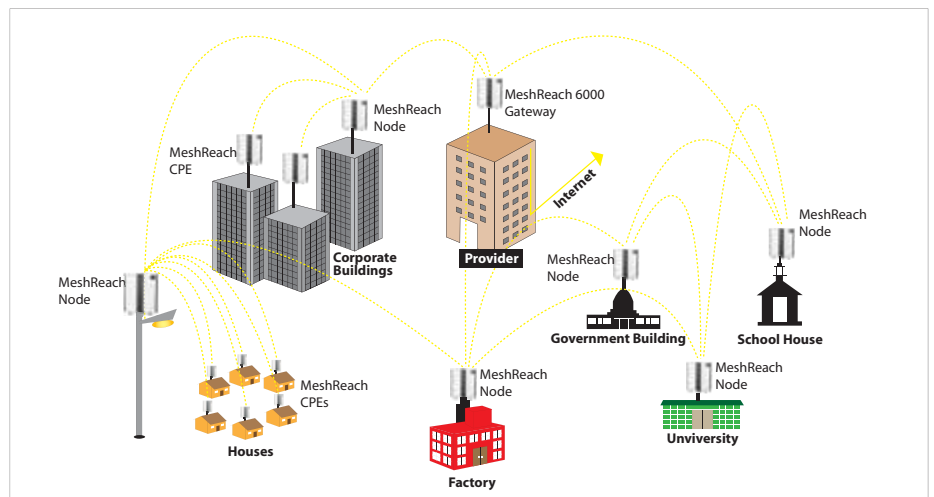 MeshReach 6000
Gateway
MeshReach
Node
MeshReach
CPE
Internet
MeshReach
Node
Corporate
Buildings
Provider
MeshReach
Node
MeshReach
Node
Government Building
School House
MeshReach
Node
MeshReach
Node
MeshReach
CPEs
Houses
Unviversity
Factory